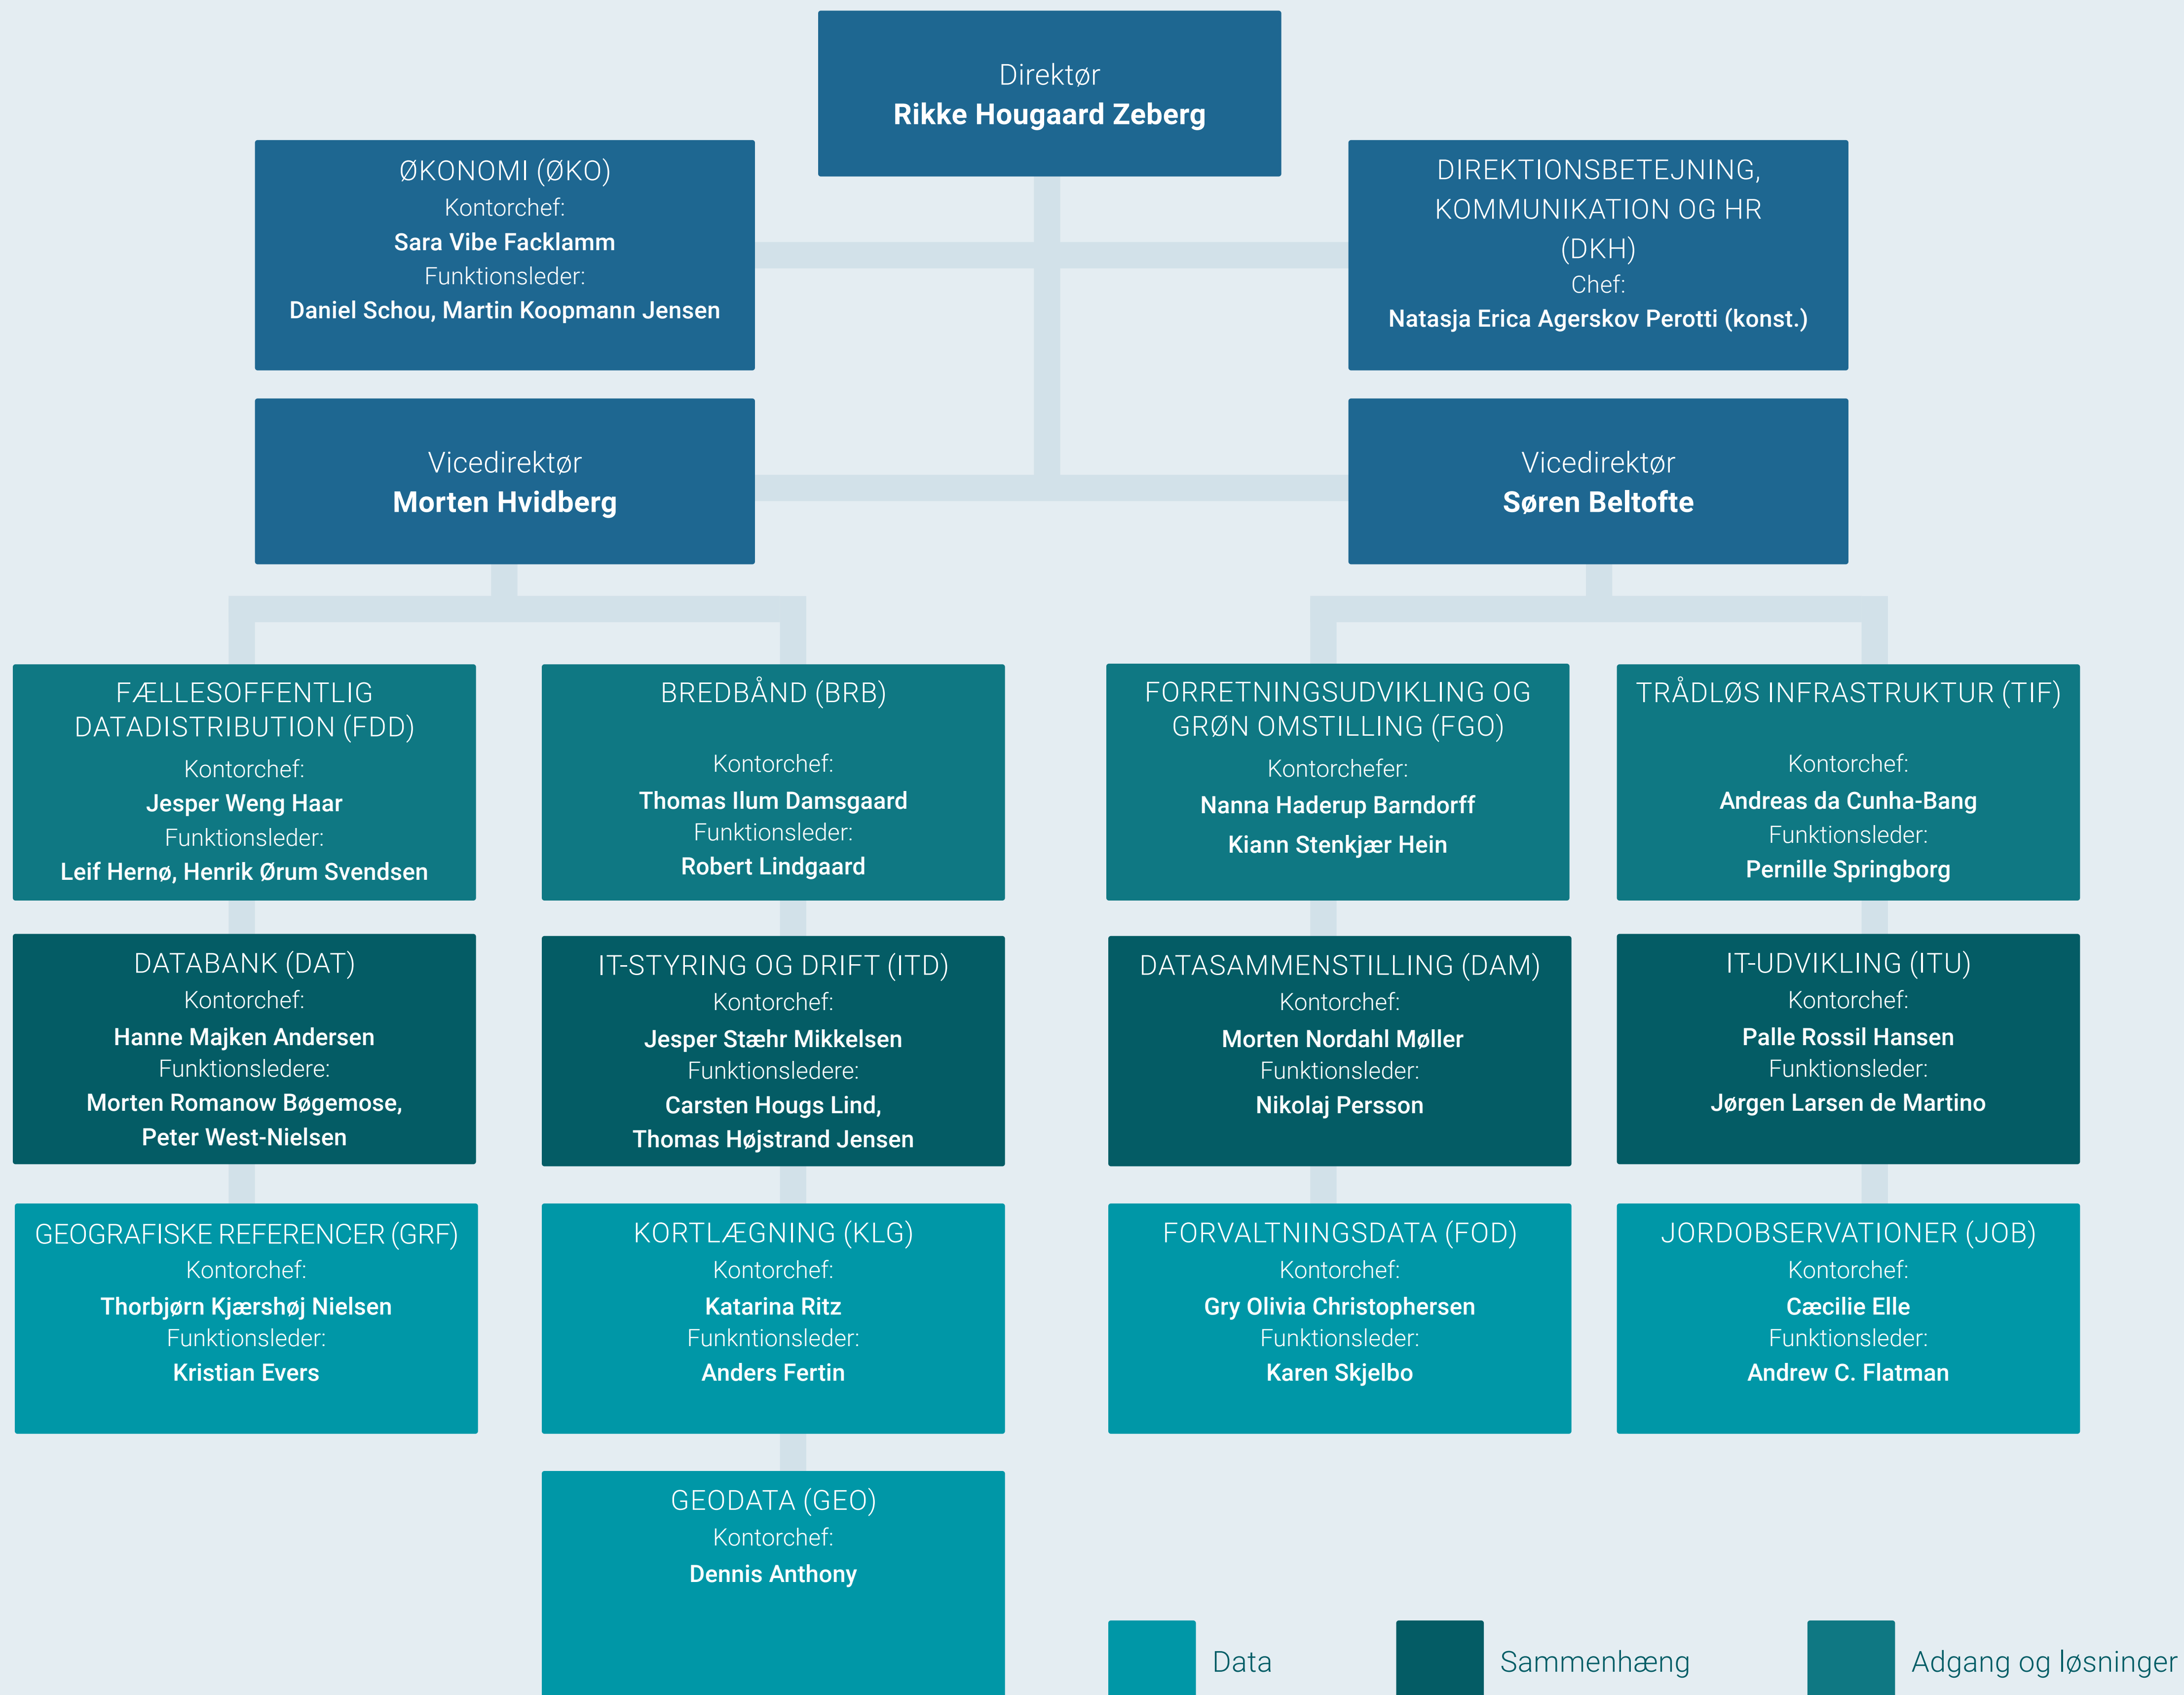 Direktør
Rikke Hougaard Zeberg
ØKONOMI (ØKO)
Kontorchef:
Sara Vibe Facklamm
Funktionsleder:
Daniel Schou, Martin Koopmann Jensen
DIREKTIONSBETEJNING,
KOMMUNIKATION OG HR
(DKH)
Chef:
Natasja Erica Agerskov Perotti (konst.)
Vicedirektør
Morten Hvidberg
Vicedirektør
Søren Beltofte
FÆLLESOFFENTLIG
DATADISTRIBUTION (FDD)
Kontorchef:
Jesper Weng Haar
Funktionsleder:
Leif Hernø, Henrik Ørum Svendsen
BREDBÅND (BRB)
Kontorchef:
Thomas Ilum Damsgaard
Funktionsleder:
Robert Lindgaard
FORRETNINGSUDVIKLING OG
GRØN OMSTILLING (FGO)
Kontorchefer:
Nanna Haderup Barndorff
Kiann Stenkjær Hein
TRÅDLØS INFRASTRUKTUR (TIF)
Kontorchef:
Andreas da Cunha-Bang
Funktionsleder:
Pernille Springborg
DATABANK (DAT)
Kontorchef:
Hanne Majken Andersen
Funktionsledere:
Morten Romanow Bøgemose,
Peter West-Nielsen
IT-STYRING OG DRIFT (ITD)
Kontorchef:
Jesper Stæhr Mikkelsen
Funktionsledere:
Carsten Hougs Lind,
Thomas Højstrand Jensen
DATASAMMENSTILLING (DAM)
Kontorchef:
Morten Nordahl Møller
Funktionsleder:
Nikolaj Persson
IT-UDVIKLING (ITU)
Kontorchef:
Palle Rossil Hansen
Funktionsleder:
Jørgen Larsen de Martino
GEOGRAFISKE REFERENCER (GRF)
Kontorchef:
Thorbjørn Kjærshøj Nielsen
Funktionsleder:
Kristian Evers
KORTLÆGNING (KLG)
Kontorchef:
Katarina Ritz
Funkntionsleder:
Anders Fertin
FORVALTNINGSDATA (FOD)
Kontorchef:
Gry Olivia Christophersen
Funktionsleder:
Karen Skjelbo
JORDOBSERVATIONER (JOB)
Kontorchef:
Cæcilie Elle
Funktionsleder:
Andrew C. Flatman
GEODATA (GEO)
Kontorchef:
Dennis Anthony
Data
Sammenhæng
Adgang og løsninger